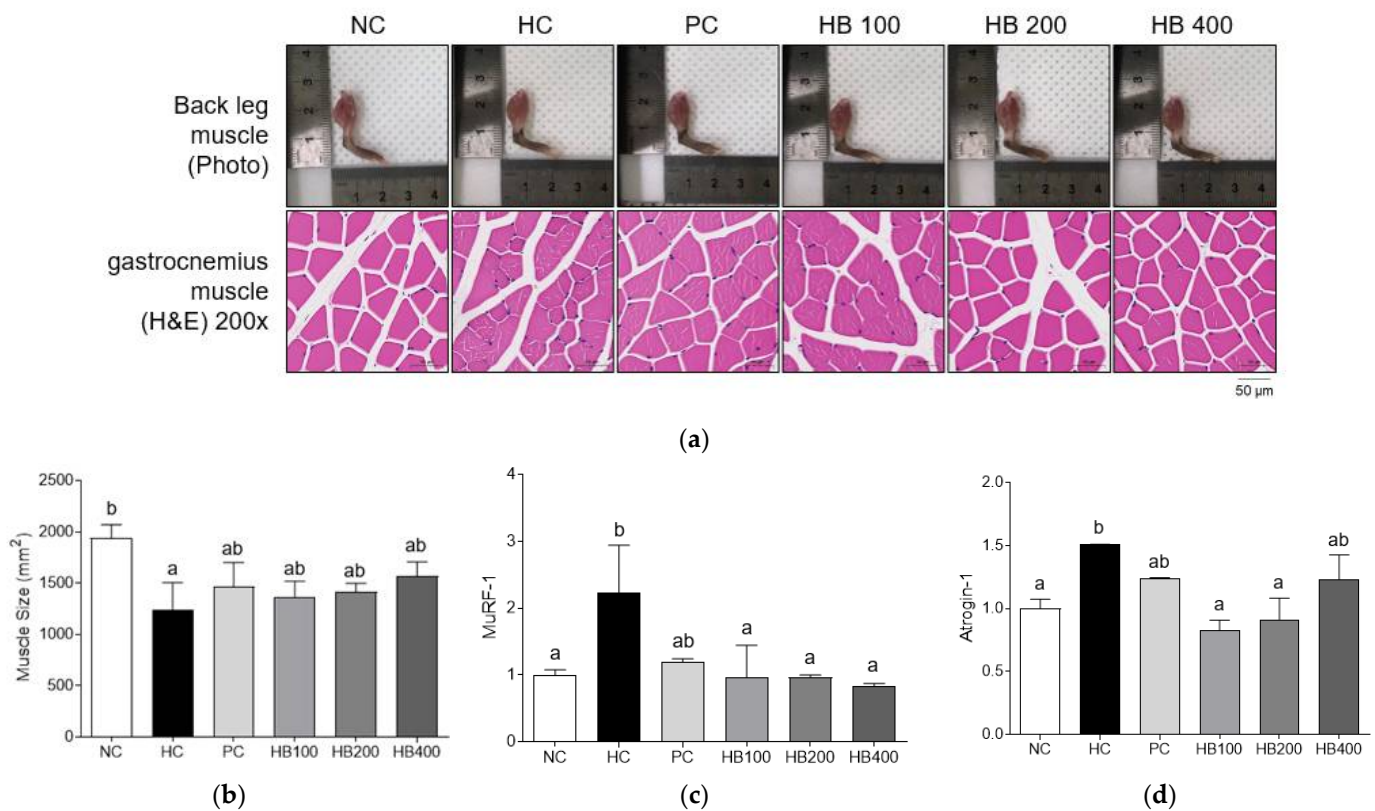 NC HC PC HB 100 HB 200 HB 400
Back leg
muscle
(Photo)
gastrocnemius
muscle
(H&E) 200x
50 µm
(a)
2500
2000
1500
1000
500
0
Muscle Size (mm²)
b a ab ab ab ab
NC HC PC HB100 HB200 HB400
(b)
4
3
2
1
0
MuRF-1
a b ab a a a
NC HC PC HB100 HB200 HB400
(c)
2.0
1.5
1.0
0.5
0.0
Atrogin-1
a b ab a a ab
NC HC PC HB100 HB200 HB400
(d)